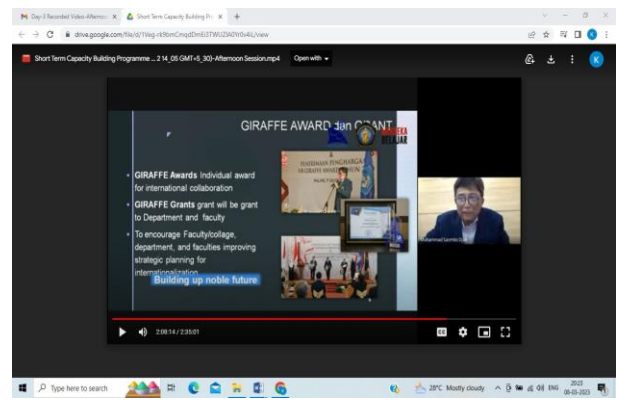 Day-3 Recorded Video-Afternoon
Short Term Capacity Building Pro
drive.google.com/file/d/
/view
Short Term Capacity Building Programme ... 2 14_05 GMT+5_30)-Afternoon Session.mp4
Open with
K
GIRAFFE AWARD dan GRANT
BELAJAR
• GIRAFFE Awards Individual award
for international collaboration
• GIRAFFE Grants grant will be grant
to Department and faculty
• To encourage Faculty/collage,
department, and faculties improving
strategic planning for
internationalization
Building up noble future
2:08:14 / 2:35:01
CC
Type here to search
28°C Mostly cloudy
ENG
2023
08-03-2023